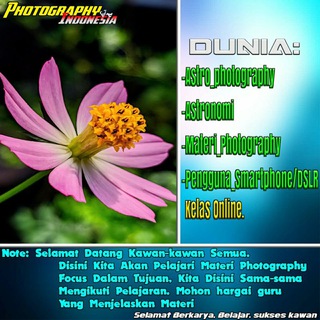 PHOTOGRAPHY
INDONESIA
DUNIA:
-Astro_photography
-Astronomi
-Materi_Photography
-Pengguna_Smartphone/DSLR
Kelas Online.
Note: Selamat Datang Kawan-kawan Semua.
Disini Kita Akan Pelajari Materi Photography
Focus Dalam Tujuan. Kita Disini Sama-sama
Mengikuti Pelajaran. Mohon hargai guru
Yang Menjelaskan Materi
Selamat Berkarya. Belajar. sukses kawan